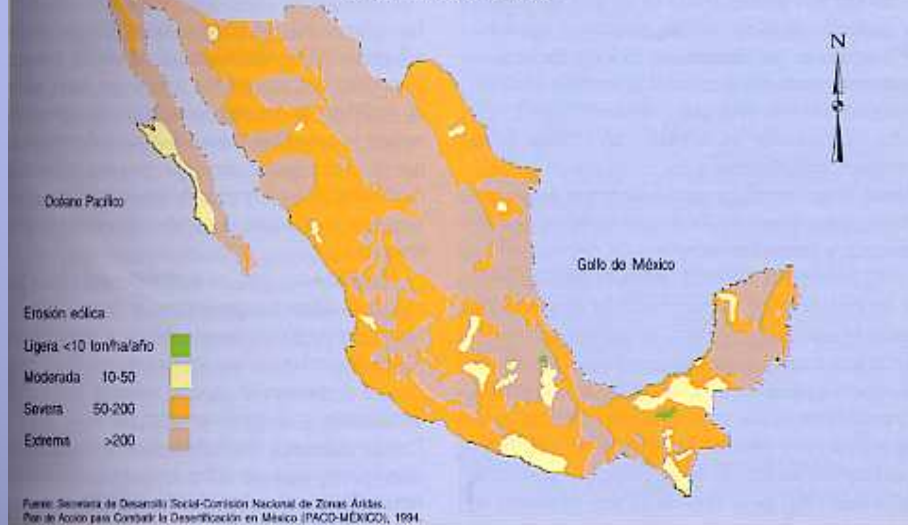 N
Océano Pacífico
Golfo de México
Erosión eólica
Ligera <10 ton/ha/año
Moderada 10-50
Severa 50-200
Extrema >200
Fuente: Secretaría de Desarrollo Social-Comisión Nacional de Zonas Aridas.
Plan de Acción para Combatir la Desertificación en México (PACD-MÉXICO), 1994.